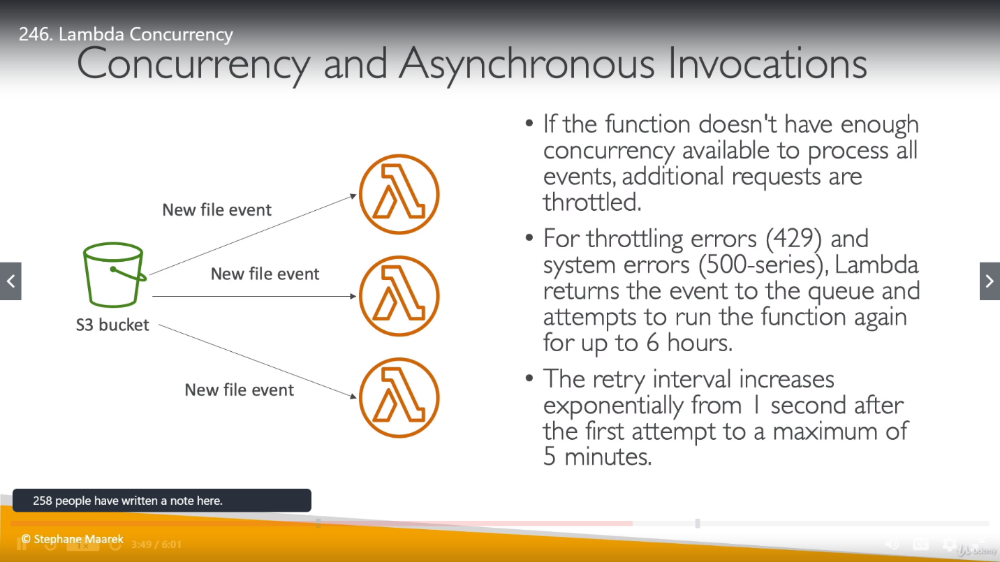 246. Lambda Concurrency
Concurrency and Asynchronous Invocations
New file event
New file event
S3 bucket
New file event
• If the function doesn't have enough
concurrency available to process all
events, additional requests are
throttled.
• For throttling errors (429) and
system errors (500-series), Lambda
returns the event to the queue and
attempts to run the function again
for up to 6 hours.
• The retry interval increases
exponentially from 1 second after
the first attempt to a maximum of
5 minutes.
258 people have written a note here.
© Stephane Maarek
1x
3:49 / 6:01
CC
Udemy